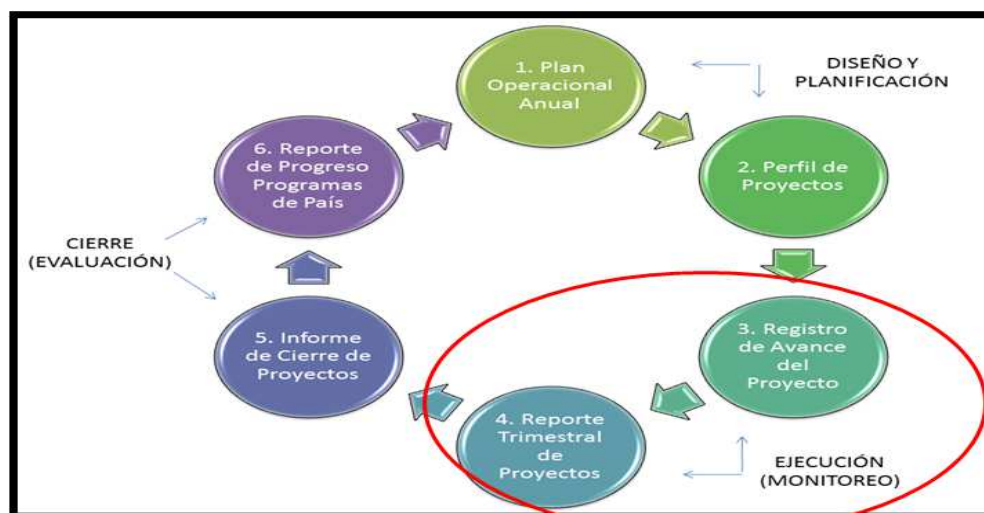 1. Plan
Operacional
Anual
DISEÑO Y
PLANIFICACIÓN
2. Perfil de
Proyectos
3. Registro
de Avance
del
Proyecto
EJECUCIÓN
(MONITOREO)
4. Reporte
Trimestral
de
Proyectos
5. Informe
de Cierre de
Proyectos
CIERRE
(EVALUACIÓN)
6. Reporte
de Progreso
Programas
de País